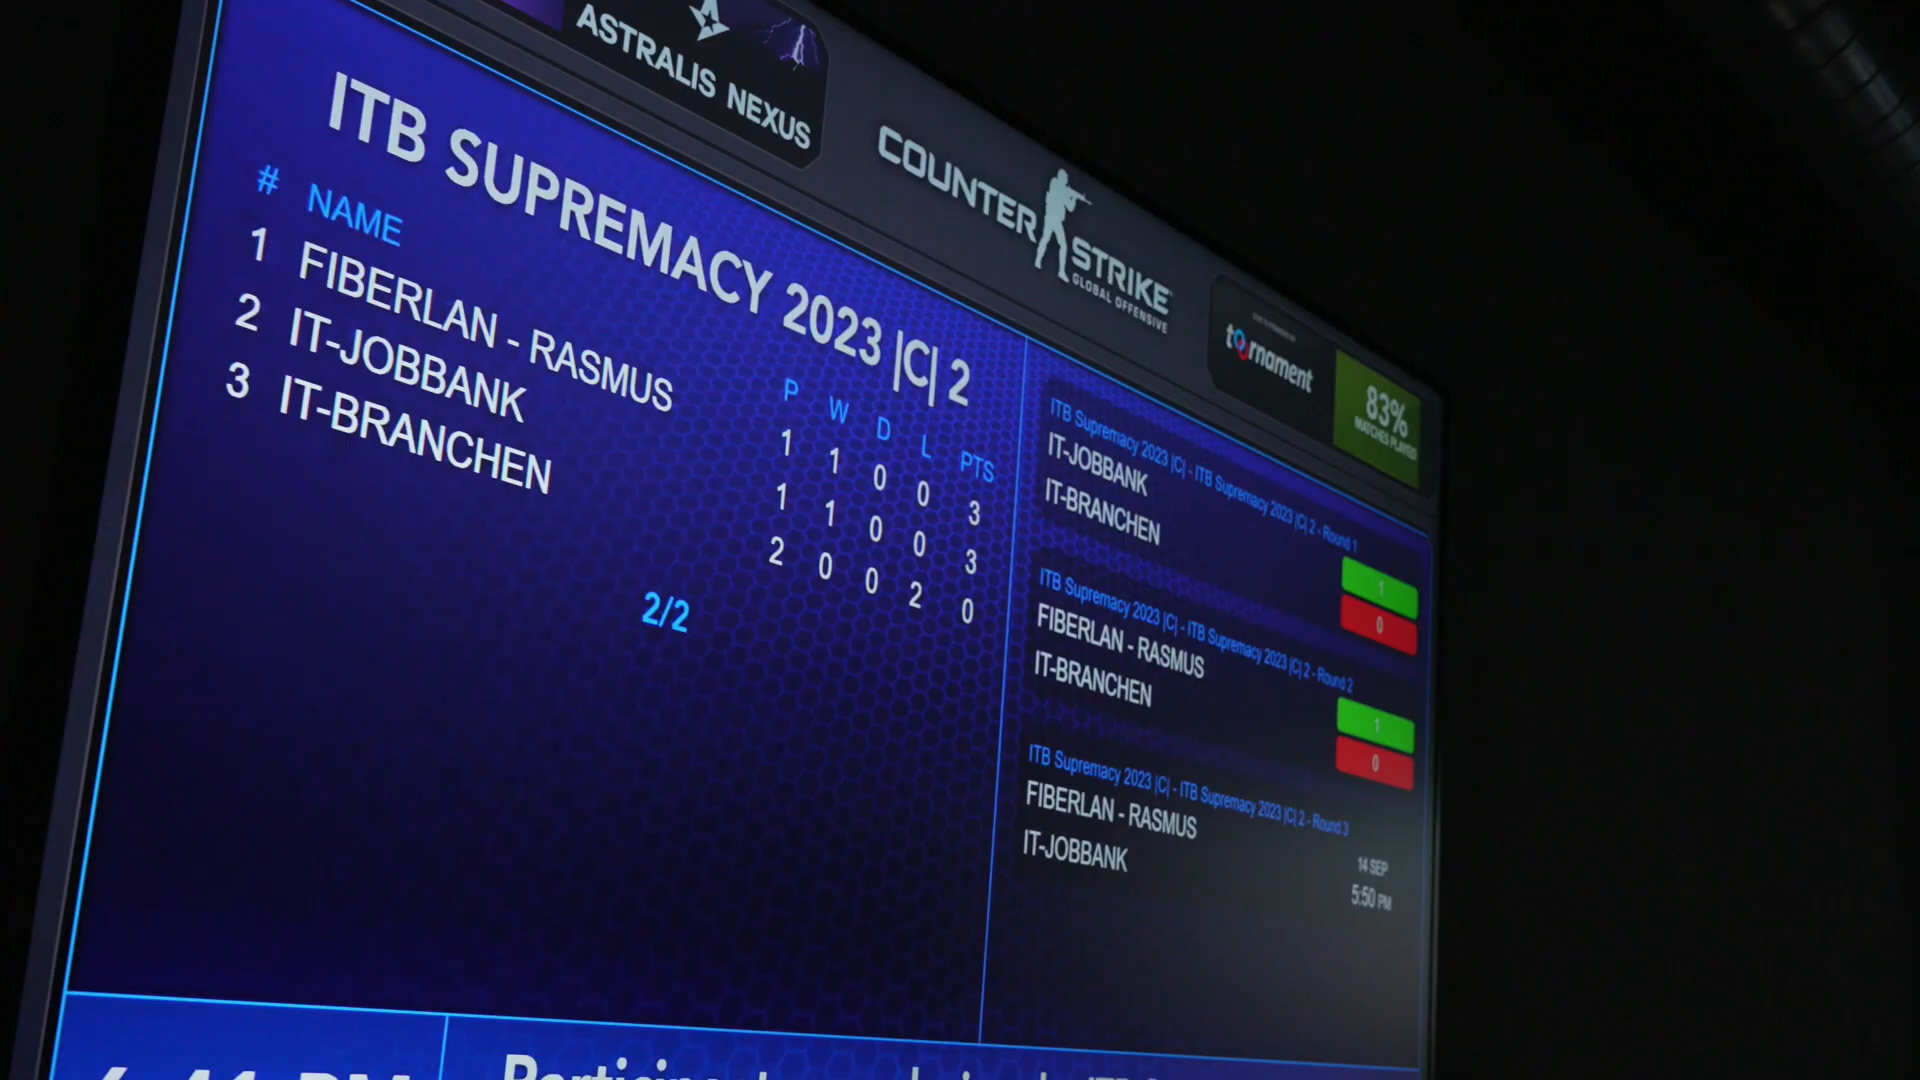 ASTRALIS NEXUS
COUNTER STRIKE
GLOBAL OFFENSIVE
tornament
83%
MATCHES PLAYED
ITB SUPREMACY 2023 |C| 2
# NAME P W D L PTS
1 FIBERLAN - RASMUS 1 1 0 0 3
2 IT-JOBBANK 1 1 0 0 3
3 IT-BRANCHEN 2 0 0 2 0
2/2
ITB Supremacy 2023 |C| - ITB Supremacy 2023 |C| 2 - Round 1
IT-JOBBANK 1
IT-BRANCHEN 0
ITB Supremacy 2023 |C| - ITB Supremacy 2023 |C| 2 - Round 2
FIBERLAN - RASMUS 1
IT-BRANCHEN 0
ITB Supremacy 2023 |C| - ITB Supremacy 2023 |C| 2 - Round 3
FIBERLAN - RASMUS
IT-JOBBANK
14 SEP
5:50 PM